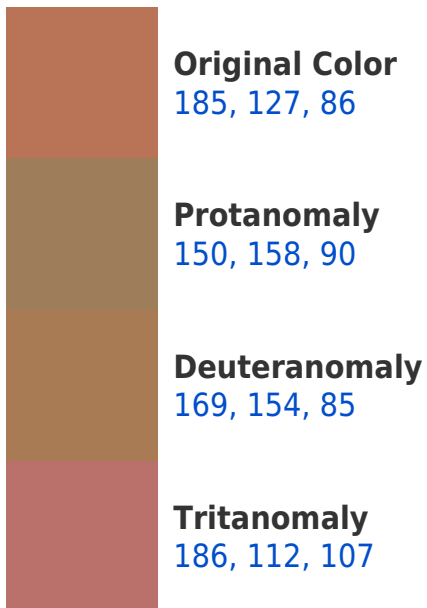 Original Color
185, 127, 86
Protanomaly
150, 158, 90
Deuteranomaly
169, 154, 85
Tritanomaly
186, 112, 107